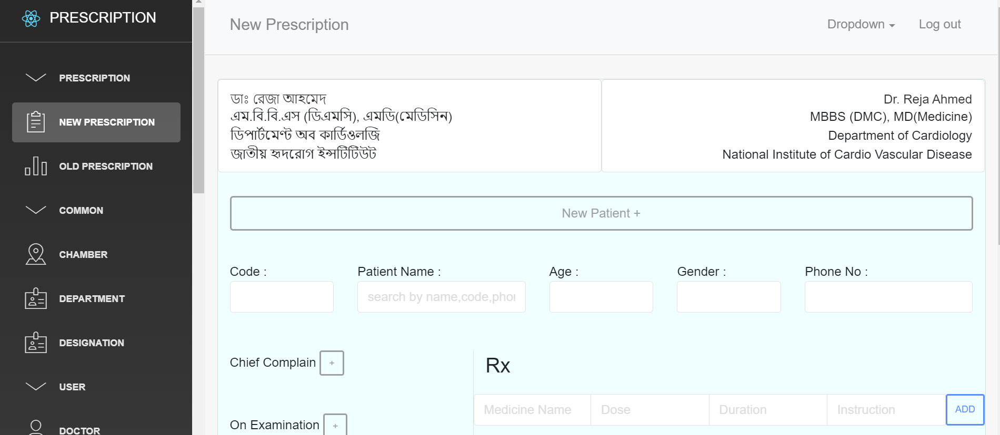 PRESCRIPTION
PRESCRIPTION
NEW PRESCRIPTION
OLD PRESCRIPTION
COMMON
CHAMBER
DEPARTMENT
DESIGNATION
USER
DOCTOR
New Prescription
Dropdown
Log out
ডাঃ রেজা আহমেদ
এম.বি.বি.এস (ডিএমসি), এমডি(মেডিসিন)
ডিপার্টমেণ্ট অব কার্ডিওলজি
জাতীয় হৃদরোগ ইন্সটিটিউট
Dr. Reja Ahmed
MBBS (DMC), MD(Medicine)
Department of Cardiology
National Institute of Cardio Vascular Disease
New Patient +
Code :
Patient Name :
search by name,code,phon
Age :
Gender :
Phone No :
Chief Complain +
On Examination +
Rx
Medicine Name
Dose
Duration
Instruction
ADD